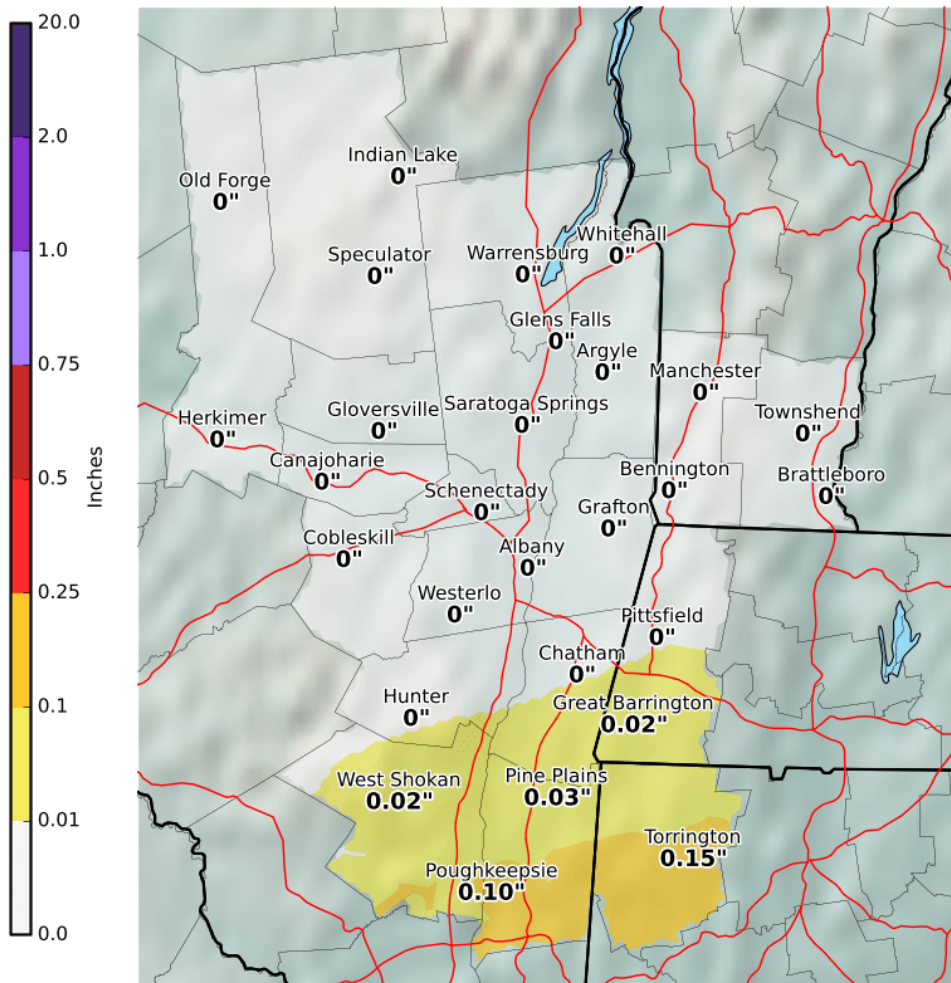 20.0
2.0
1.0
0.75
0.5
0.25
0.1
0.01
0.0
Inches
Indian Lake
0"
Old Forge
0"
Whitehall
0"
Speculator
0"
Warrensburg
0"
Glens Falls
0"
Argyle
0"
Manchester
0"
Herkimer
0"
Gloversville
0"
Saratoga Springs
0"
Townshend
0"
Canajoharie
0"
Bennington
0"
Brattleboro
0"
Schenectady
0"
Grafton
0"
Cobleskill
0"
Albany
0"
Westerlo
0"
Pittsfield
0"
Chatham
0"
Hunter
0"
Great Barrington
0.02"
West Shokan
0.02"
Pine Plains
0.03"
Torrington
0.15"
Poughkeepsie
0.10"